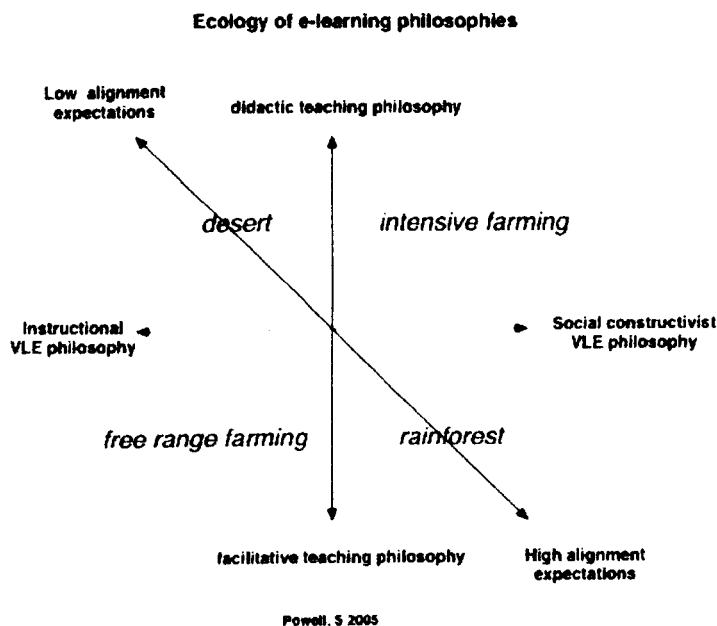 Ecology of e-learning philosophies
Low alignment
expectations
didactic teaching philosophy
desert
intensive farming
Instructional
VLE philosophy
Social constructivist
VLE philosophy
free range farming
rainforest
facilitative teaching philosophy
High alignment
expectations
Powell, S 2005